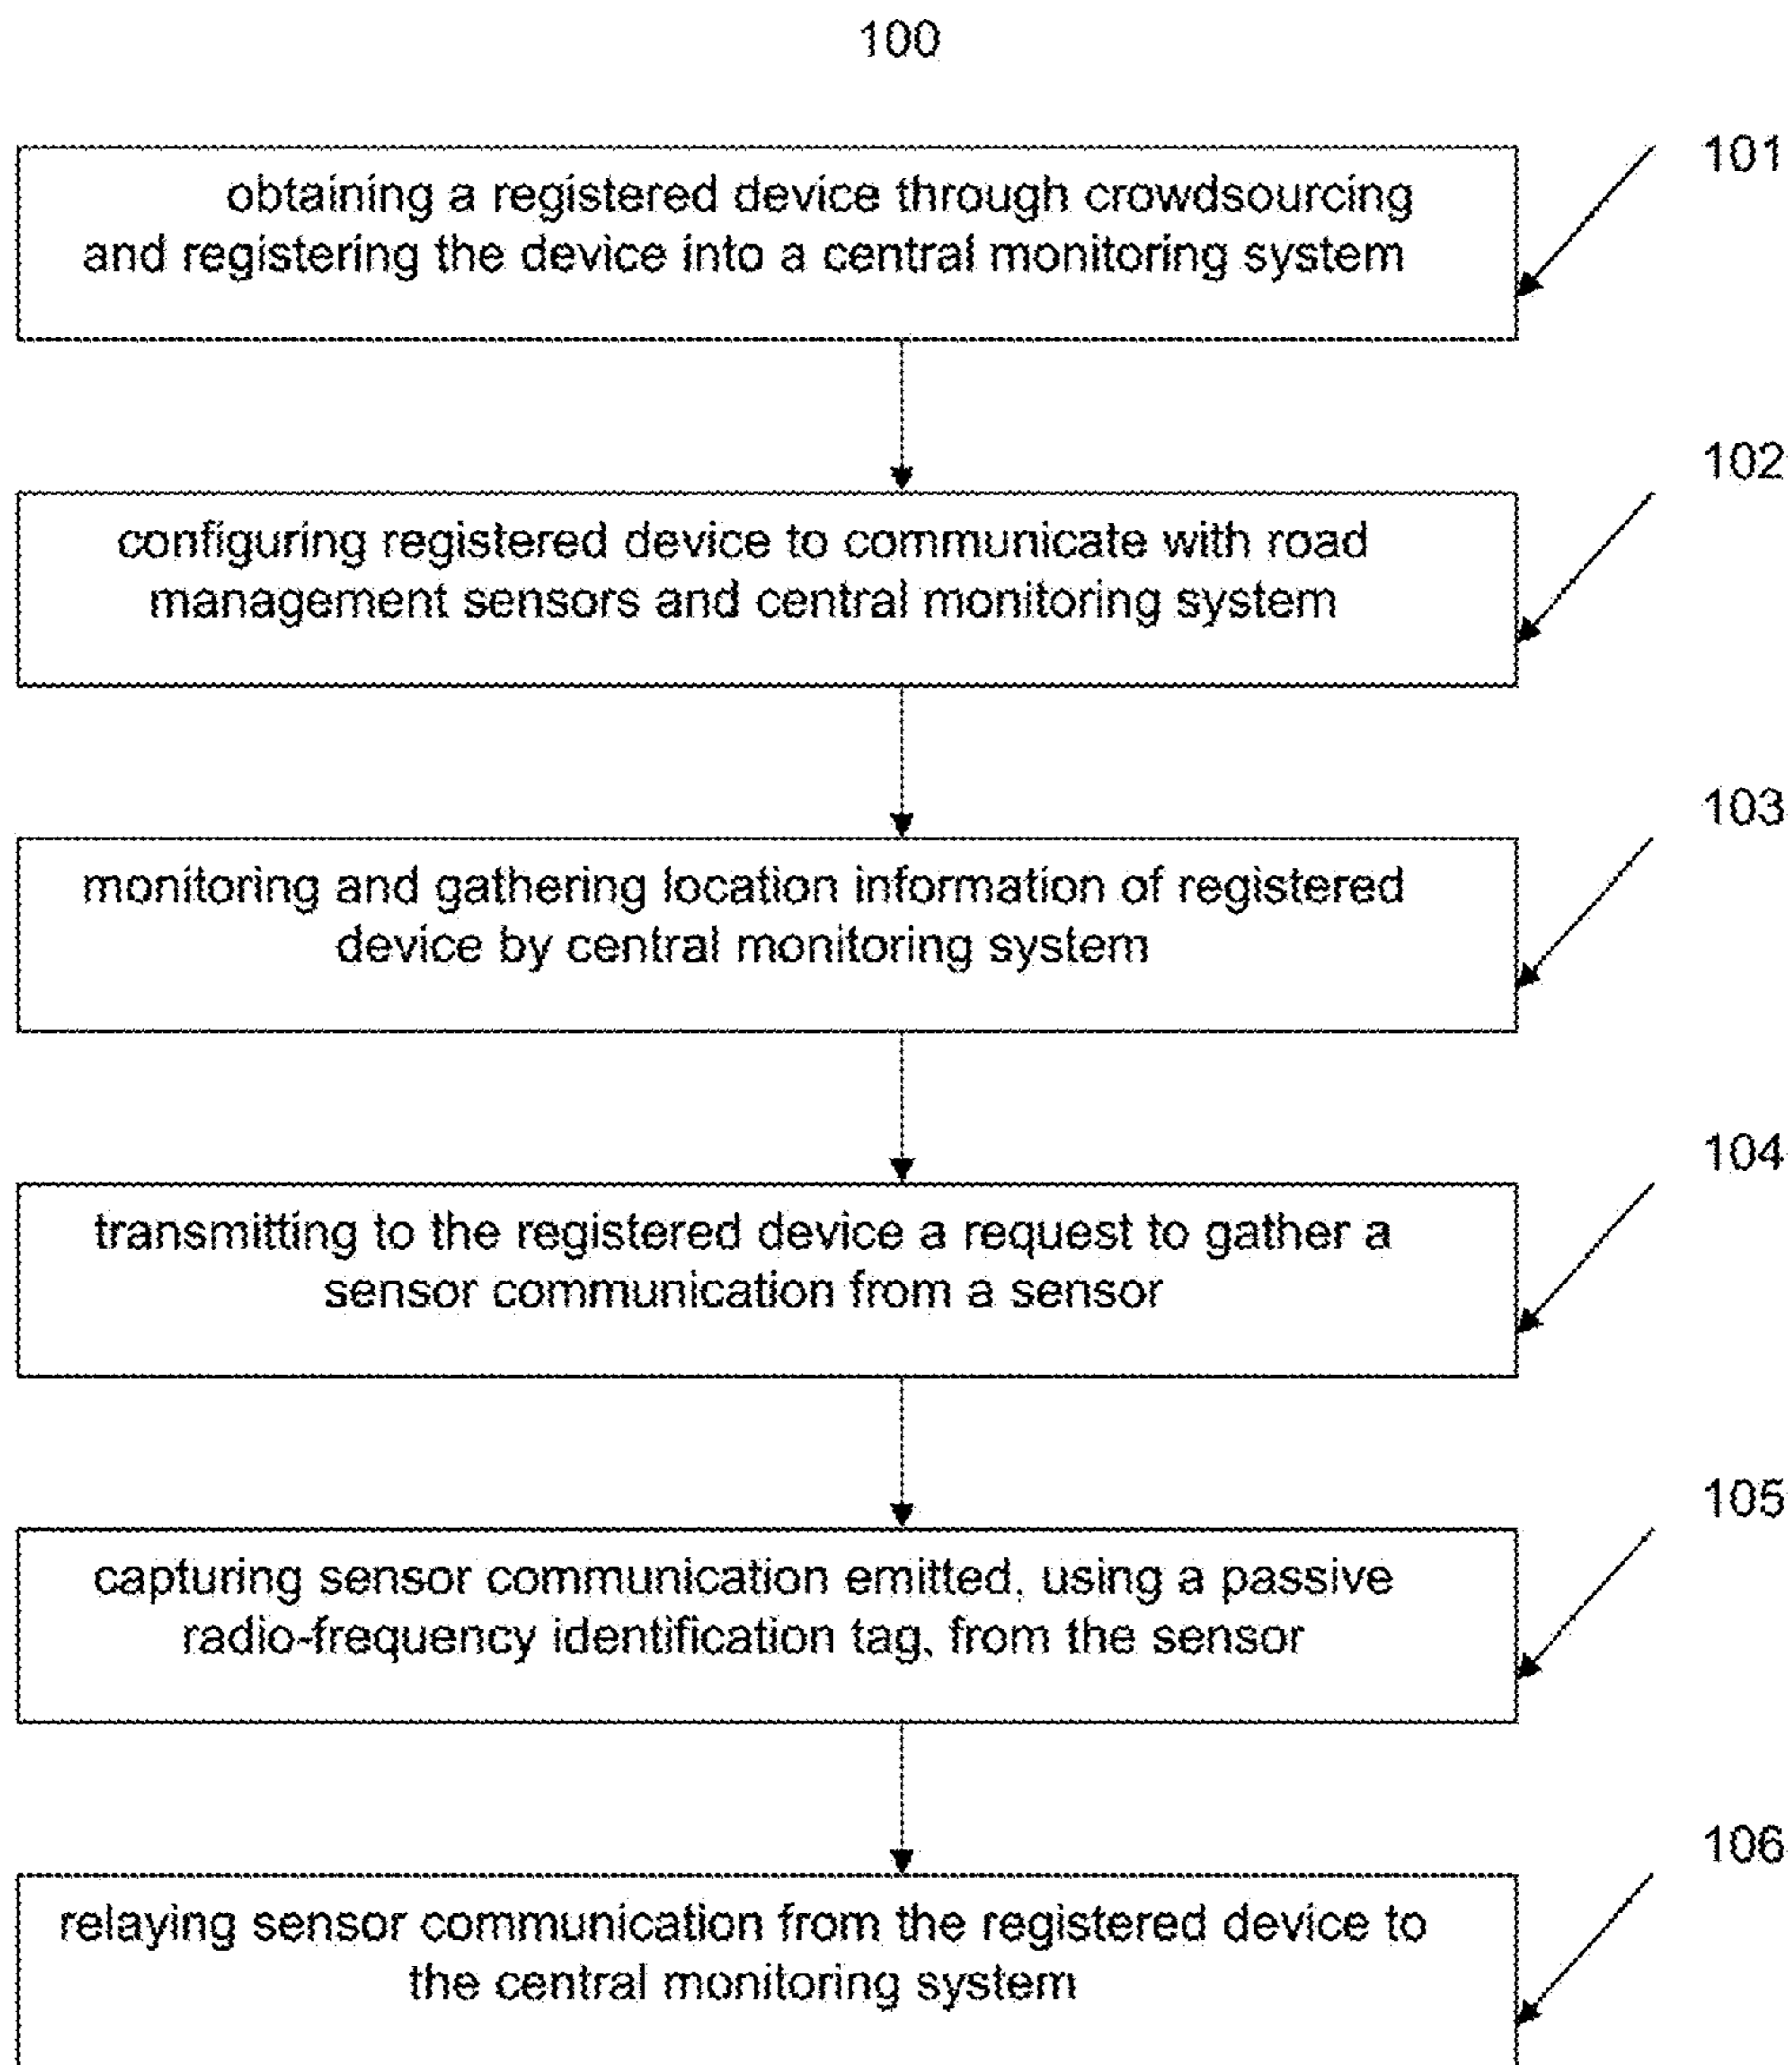 100
101
obtaining a registered device through crowdsourcing
and registering the device into a central monitoring system
102
configuring registered device to communicate with road
management sensors and central monitoring system
103
monitoring and gathering location information of registered
device by central monitoring system
104
transmitting to the registered device a request to gather a
sensor communication from a sensor
105
capturing sensor communication emitted, using a passive
radio-frequency identification tag, from the sensor
106
relaying sensor communication from the registered device to
the central monitoring system